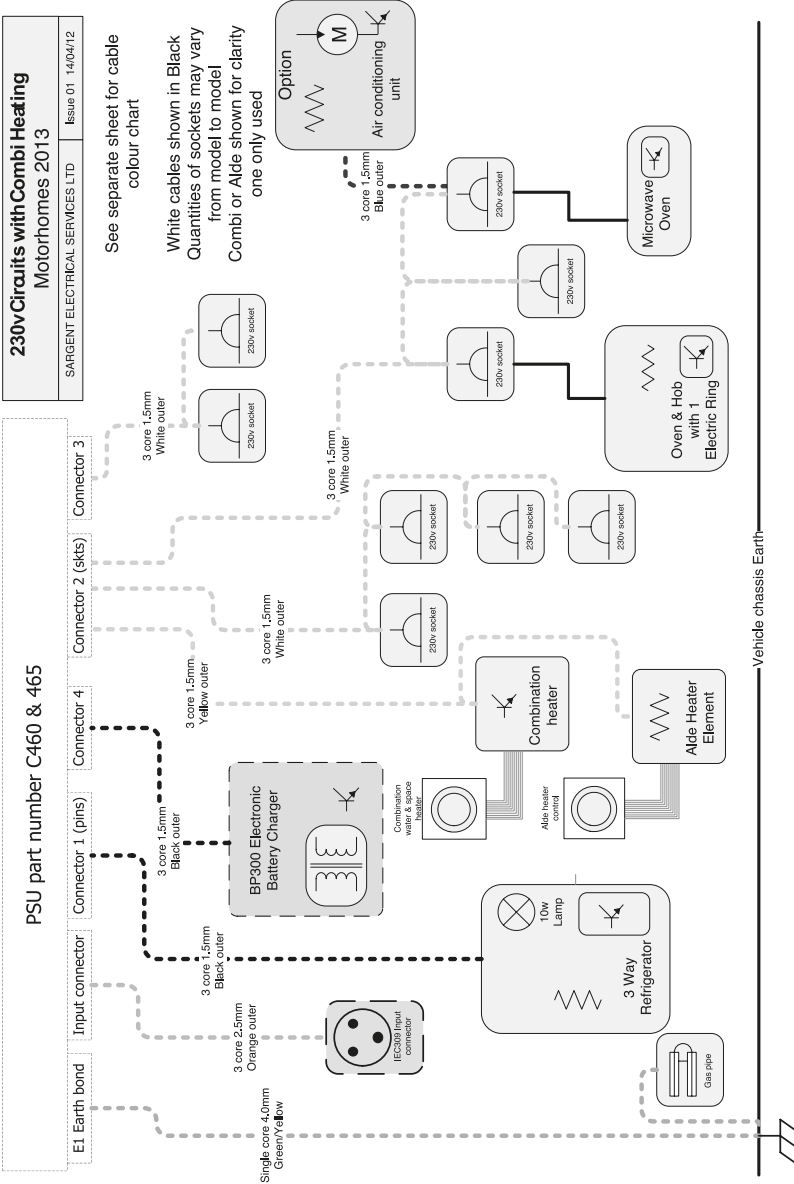 230v Circuits with Combi Heating
Motorhomes 2013
SARGENT ELECTRICAL SERVICES LTD
Issue 01 14/04/12
See separate sheet for cable
colour chart
White cables shown in Black
Quantities of sockets may vary
from model to model
Combi or Alde shown for clarity
one only used
PSU part number C460 & 465
E1 Earth bond
Input connector
Connector 1 (pins)
Connector 4
Connector 2 (skts)
Connector 3
Single core 4.0mm
Green/Yellow
3 core 2.5mm
Orange outer
3 core 1.5mm
Black outer
3 core 1.5mm
Black outer
3 core 1.5mm
Yellow outer
3 core 1.5mm
White outer
3 core 1.5mm
White outer
3 core 1.5mm
White outer
3 core 1.5mm
Blue outer
Option
M
Air conditioning
unit
230v socket
230v socket
230v socket
230v socket
230v socket
230v socket
230v socket
230v socket
230v socket
Microwave
Oven
Oven & Hob
with 1
Electric Ring
BP300 Electronic
Battery Charger
Combination
water & space
heater
Combination
heater
Alde heater
control
Alde Heater
Element
IEC309 Input
connector
10w
Lamp
3 Way
Refrigerator
Gas pipe
Vehicle chassis Earth